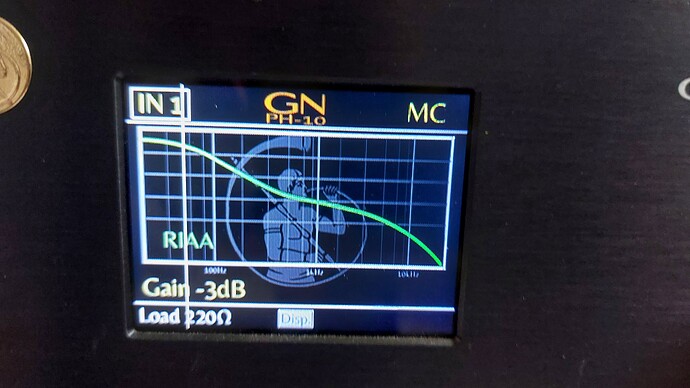 IN 1
GN
PH-10
MC
RIAA
100Hz
1kHz
10kHz
Gain -3dB
Load 220Ω
Disp.